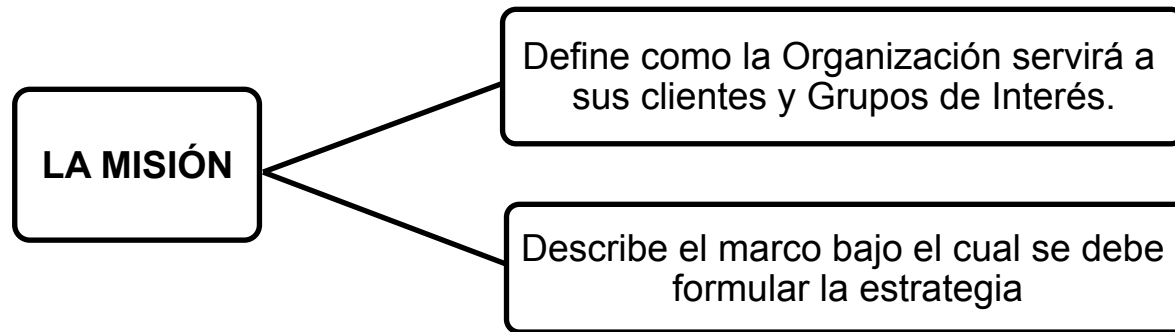 LA MISIÓN
Define como la Organización servirá a
sus clientes y Grupos de Interés.
Describe el marco bajo el cual se debe
formular la estrategia